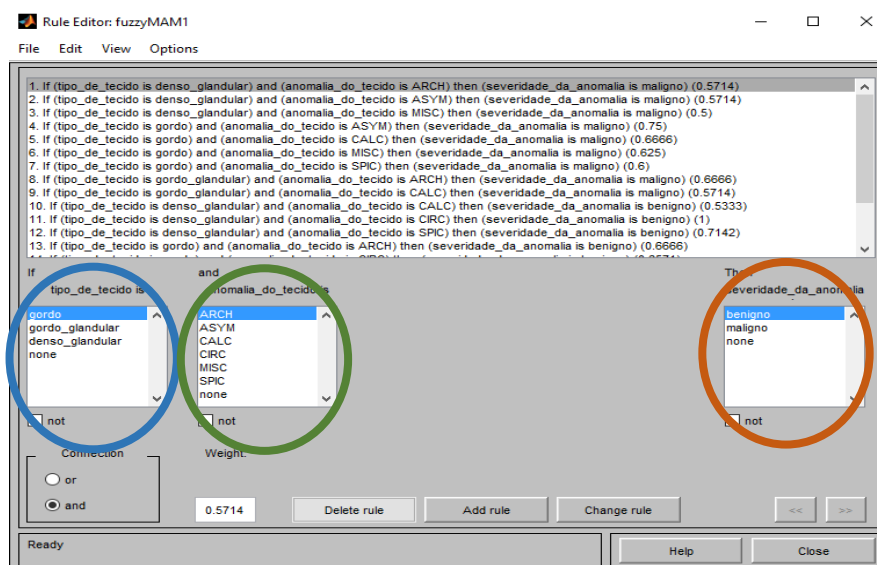 Rule Editor: fuzzyMAM1
File Edit View Options
1. If (tipo_de_tecido is denso_glandular) and (anomalia_do_tecido is ARCH) then (severidade_da_anomalia is maligno) (0.5714)
2. If (tipo_de_tecido is denso_glandular) and (anomalia_do_tecido is ASYM) then (severidade_da_anomalia is maligno) (0.5714)
3. If (tipo_de_tecido is denso_glandular) and (anomalia_do_tecido is MISC) then (severidade_da_anomalia is maligno) (0.5)
4. If (tipo_de_tecido is gordo) and (anomalia_do_tecido is ASYM) then (severidade_da_anomalia is maligno) (0.75)
5. If (tipo_de_tecido is gordo) and (anomalia_do_tecido is CALC) then (severidade_da_anomalia is maligno) (0.6666)
6. If (tipo_de_tecido is gordo) and (anomalia_do_tecido is MISC) then (severidade_da_anomalia is maligno) (0.625)
7. If (tipo_de_tecido is gordo) and (anomalia_do_tecido is SPIC) then (severidade_da_anomalia is maligno) (0.6)
8. If (tipo_de_tecido is gordo_glandular) and (anomalia_do_tecido is ARCH) then (severidade_da_anomalia is maligno) (0.6666)
9. If (tipo_de_tecido is gordo_glandular) and (anomalia_do_tecido is CALC) then (severidade_da_anomalia is maligno) (0.5714)
10. If (tipo_de_tecido is denso_glandular) and (anomalia_do_tecido is CALC) then (severidade_da_anomalia is benigno) (0.5333)
11. If (tipo_de_tecido is denso_glandular) and (anomalia_do_tecido is CIRC) then (severidade_da_anomalia is benigno) (1)
12. If (tipo_de_tecido is denso_glandular) and (anomalia_do_tecido is SPIC) then (severidade_da_anomalia is benigno) (0.7142)
13. If (tipo_de_tecido is gordo) and (anomalia_do_tecido is ARCH) then (severidade_da_anomalia is benigno) (0.6666)
If and
tipo_de_tecido is severidade_da_anomalia
gordo ARCH benigno
gordo_glandular ASYM maligno
denso_glandular CALC none
none CIRC
MISC
SPIC
none
not not not
Connection Weight:
or
and 0.5714 Delete rule Add rule Change rule << >>
Ready Help Close